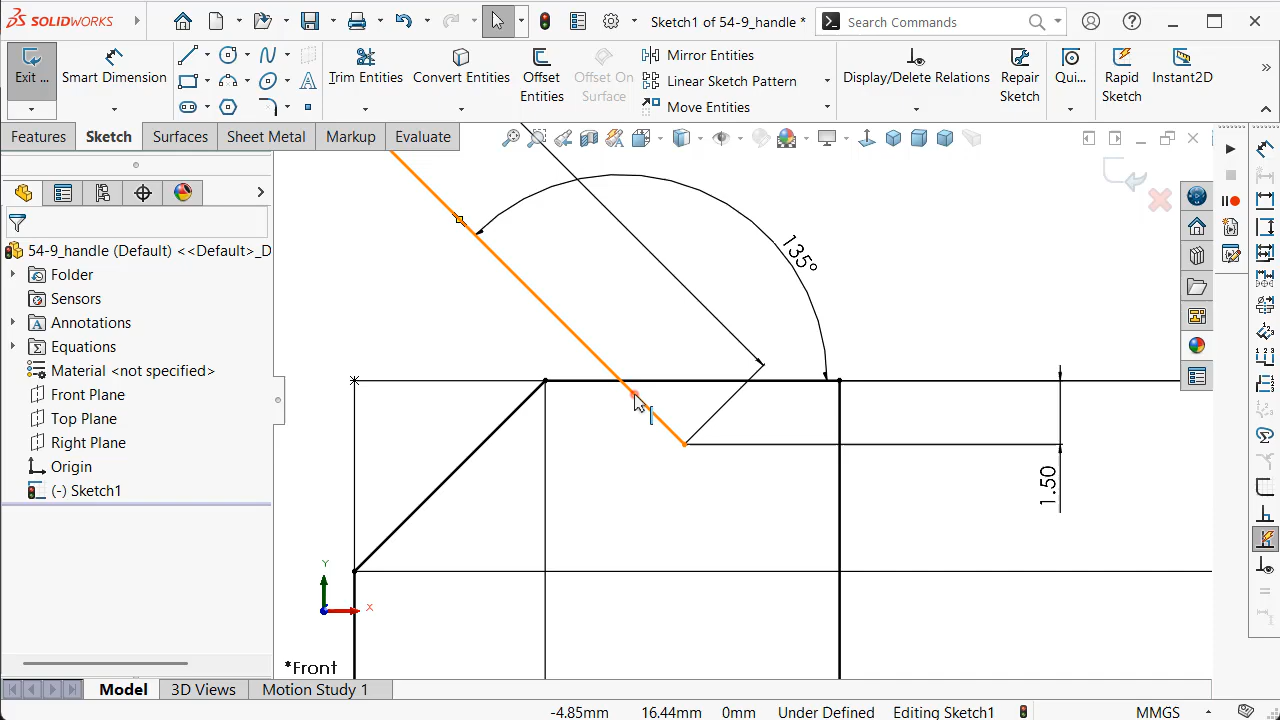 SOLIDWORKS
Sketch1 of 54-9_handle *
Search Commands
Exit ...
Smart Dimension
Trim Entities
Convert Entities
Offset Entities
Offset On Surface
Mirror Entities
Linear Sketch Pattern
Move Entities
Display/Delete Relations
Repair Sketch
Qui...
Rapid Sketch
Instant2D
Features
Sketch
Surfaces
Sheet Metal
Markup
Evaluate
54-9_handle (Default) <<Default>_D
Folder
Sensors
Annotations
Equations
Material <not specified>
Front Plane
Top Plane
Right Plane
Origin
(-) Sketch1
135°
1.50
Y
X
*Front
Model
3D Views
Motion Study 1
-4.85mm
16.44mm
0mm
Under Defined
Editing Sketch1
MMGS